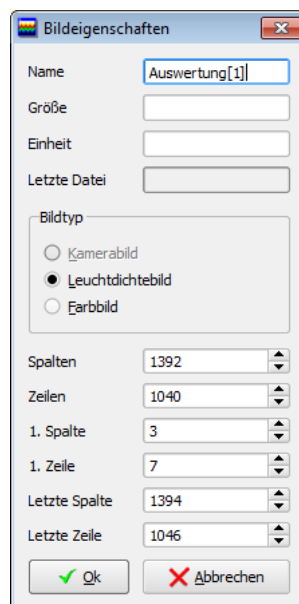 Bildeigenschaften
Name Auswertung[1]
Größe
Einheit
Letzte Datei
Bildtyp
Kamerabild
Leuchtdichtebild
Farbbild
Spalten 1392
Zeilen 1040
1. Spalte 3
1. Zeile 7
Letzte Spalte 1394
Letzte Zeile 1046
Ok Abbrechen